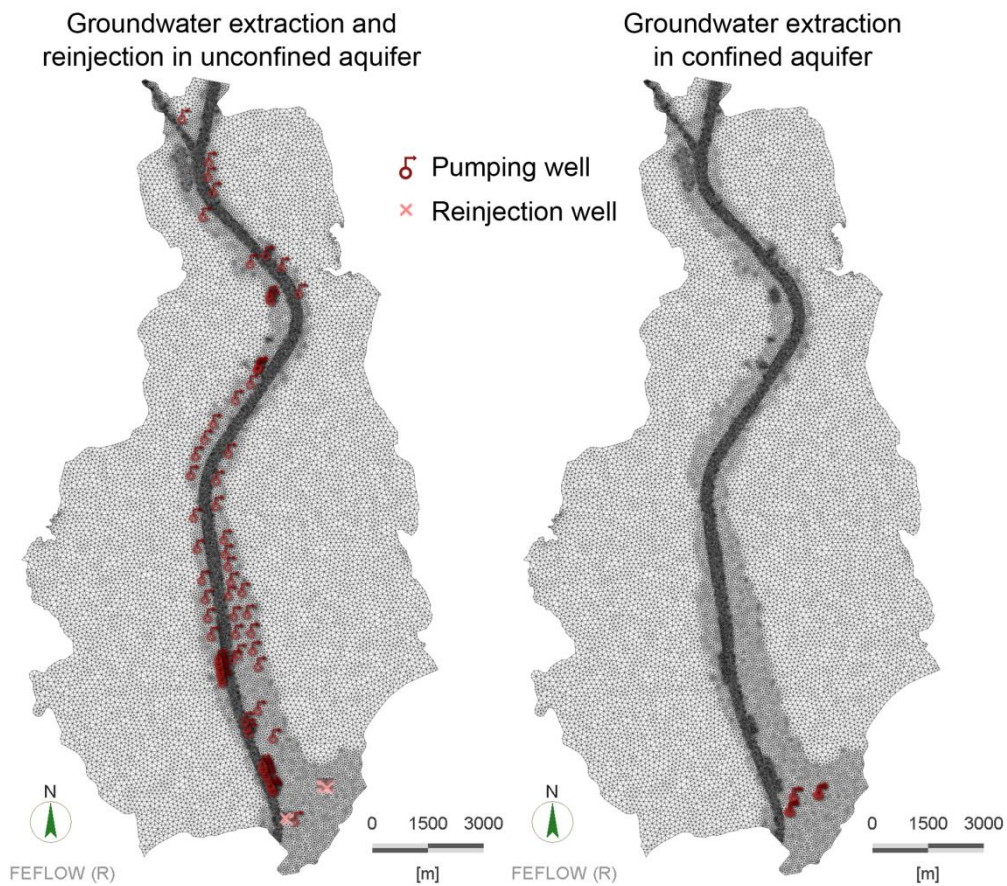 Groundwater extraction and
reinjection in unconfined aquifer
Groundwater extraction
in confined aquifer
Pumping well
Reinjection well
N
0 1500 3000
[m]
FEFLOW (R)
N
0 1500 3000
[m]
FEFLOW (R)